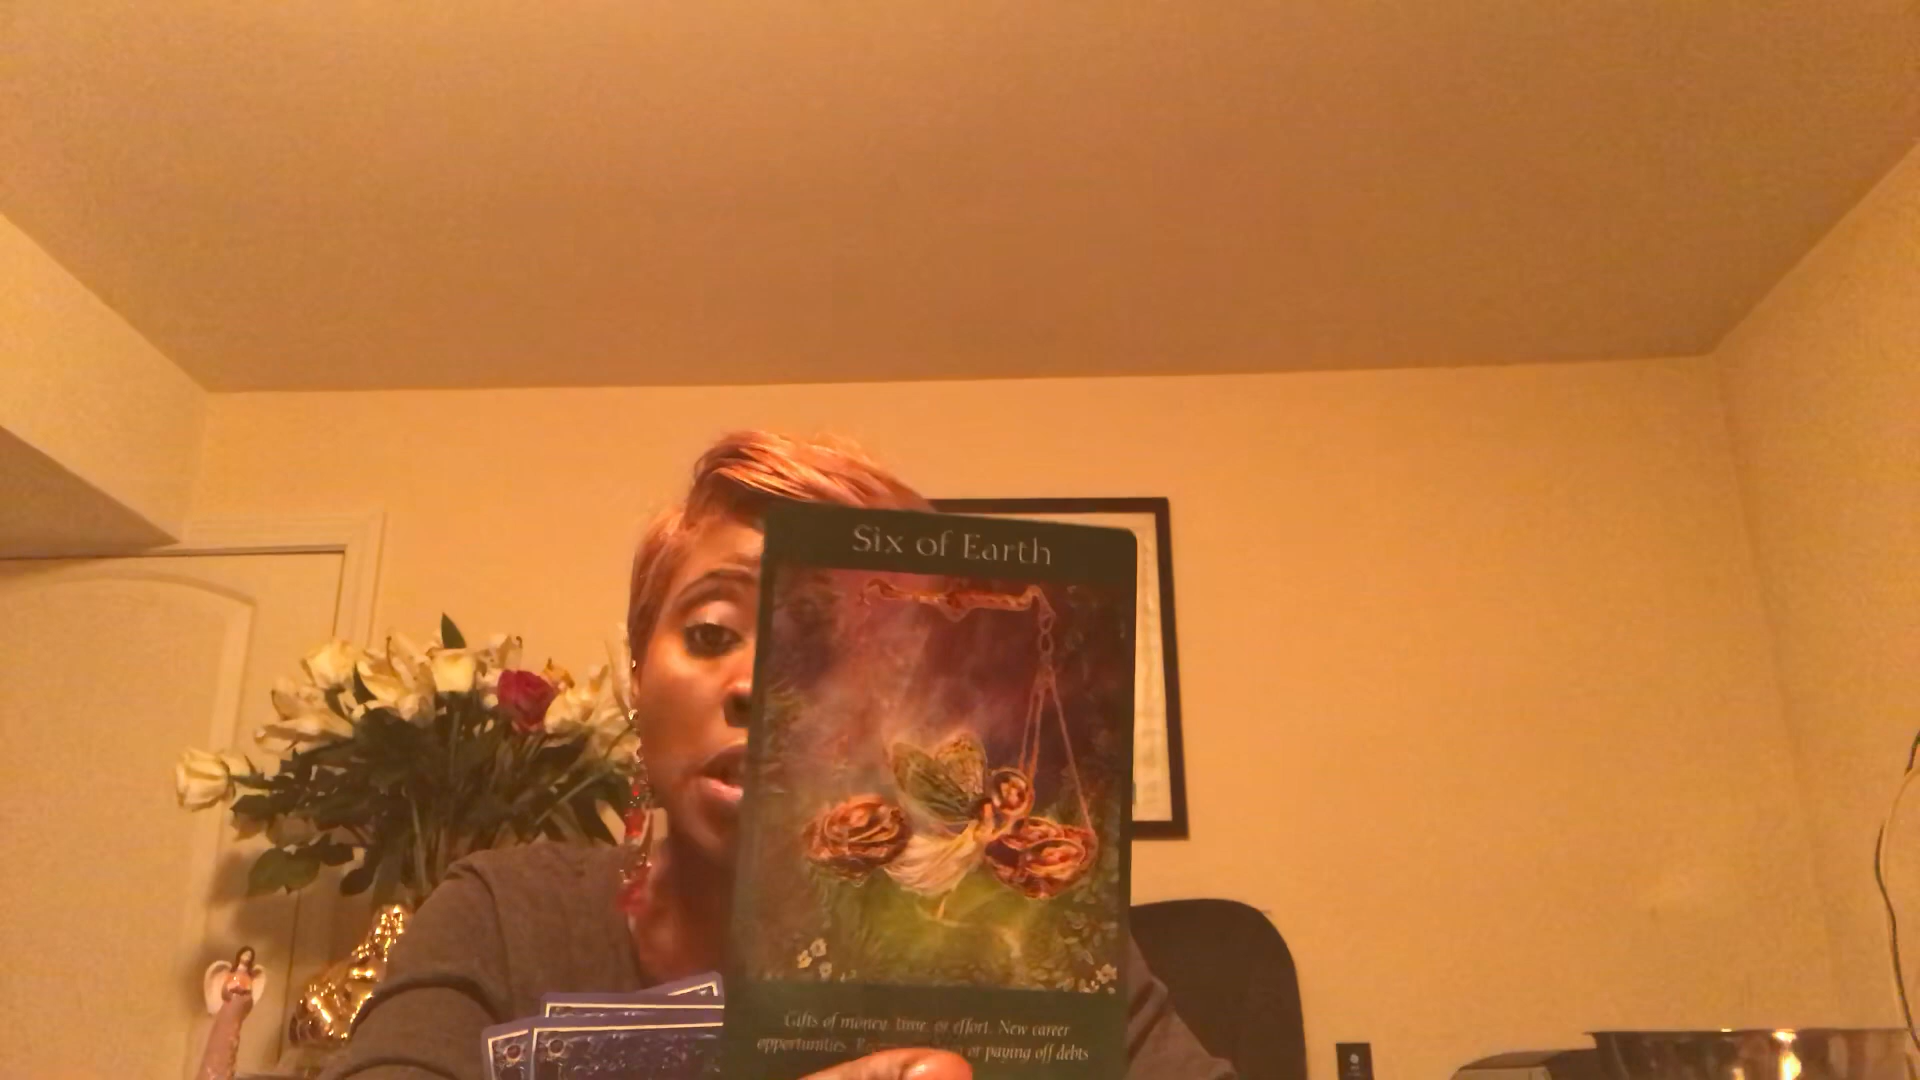 Six of Earth
Gifts of money, time, or effort. New career
opportunities. or paying off debts